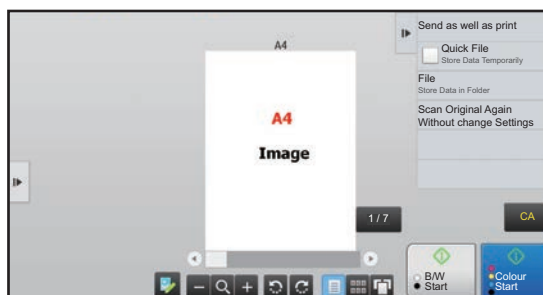 A4
A4
Image
1 / 7
Send as well as print
Quick File
Store Data Temporarily
File
Store Data in Folder
Scan Original Again
Without change Settings
CA
B/W
Start
Colour
Start